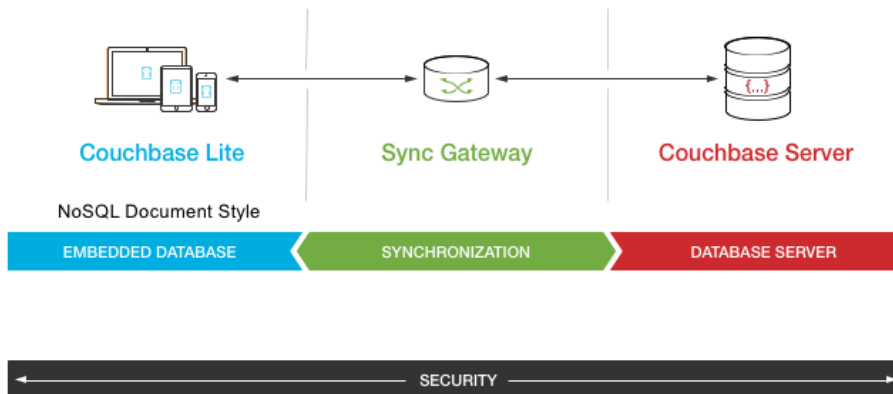 {...}
Couchbase Lite
Sync Gateway
Couchbase Server
NoSQL Document Style
EMBEDDED DATABASE
SYNCHRONIZATION
DATABASE SERVER
SECURITY